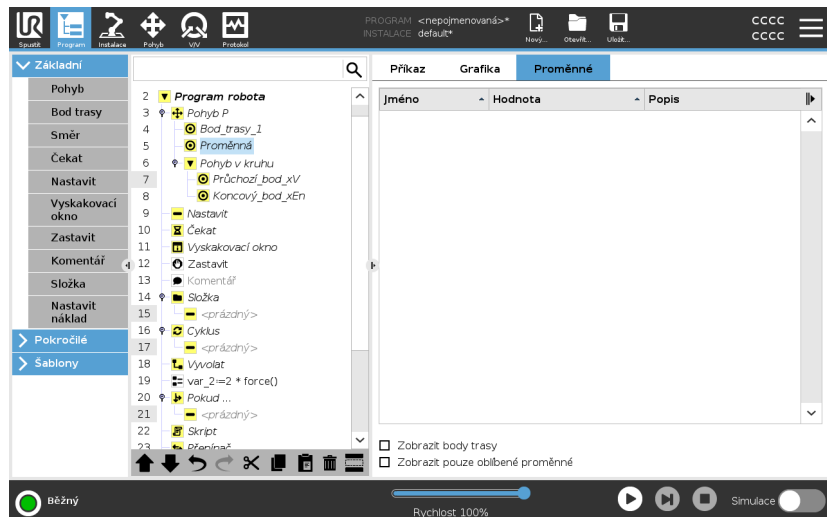 PROGRAM <nepojmenovaná>*
INSTALACE default*
Nový...
Otevřít...
Uložit...
cccc
cccc
Spustit
Program
Instalace
Pohyb
V/V
Protokol
Základní
Pohyb
Bod trasy
Směr
Čekat
Nastavit
Vyskakovací
okno
Zastavit
Komentář
Složka
Nastavit
náklad
Pokročilé
Šablony
2 Program robota
3 Pohyb P
4 Bod_trasy_1
5 Proměnná
6 Pohyb v kruhu
7 Průchozí_bod_xV
8 Koncový_bod_xEn
9 Nastavit
10 Čekat
11 Vyskakovací okno
12 Zastavit
13 Komentář
14 Složka
15 <prázdný>
16 Cyklus
17 <prázdný>
18 Vyvolat
19 var_2≔2 * force()
20 Pokud ...
21 <prázdný>
22 Skript
23 Přepínač
Příkaz
Grafika
Proměnné
Jméno
Hodnota
Popis
Zobrazit body trasy
Zobrazit pouze oblíbené proměnné
Běžný
Rychlost 100%
Simulace